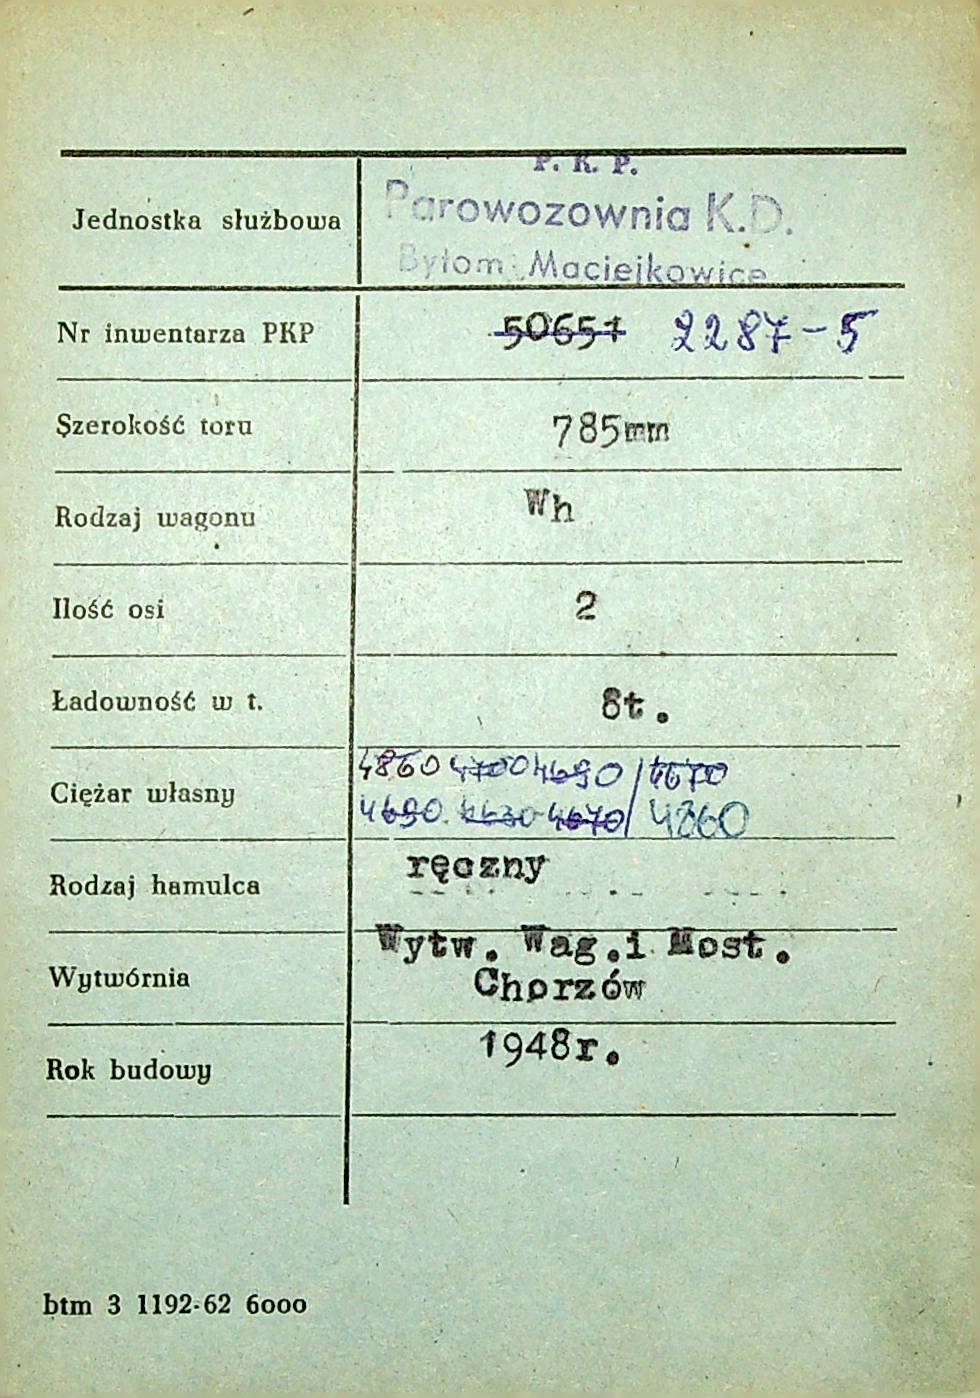 P. K. P.
Jednostka służbowa Parowozownia K.D.
Bytom Maciejkowice
Nr inwentarza PKP 50651 2287-5
Szerokość toru 785mm
Rodzaj wagonu Wh
Ilość osi 2
Ładowność w t. 8t.
4860 4700 4690 / 4670
Ciężar własny
4690 4630 4670 / 4860
Rodzaj hamulca ręczny
Wytw. Wag.i Most.
Wytwórnia Chorzów
Rok budowy 1948r.
btm 3 1192-62 6000